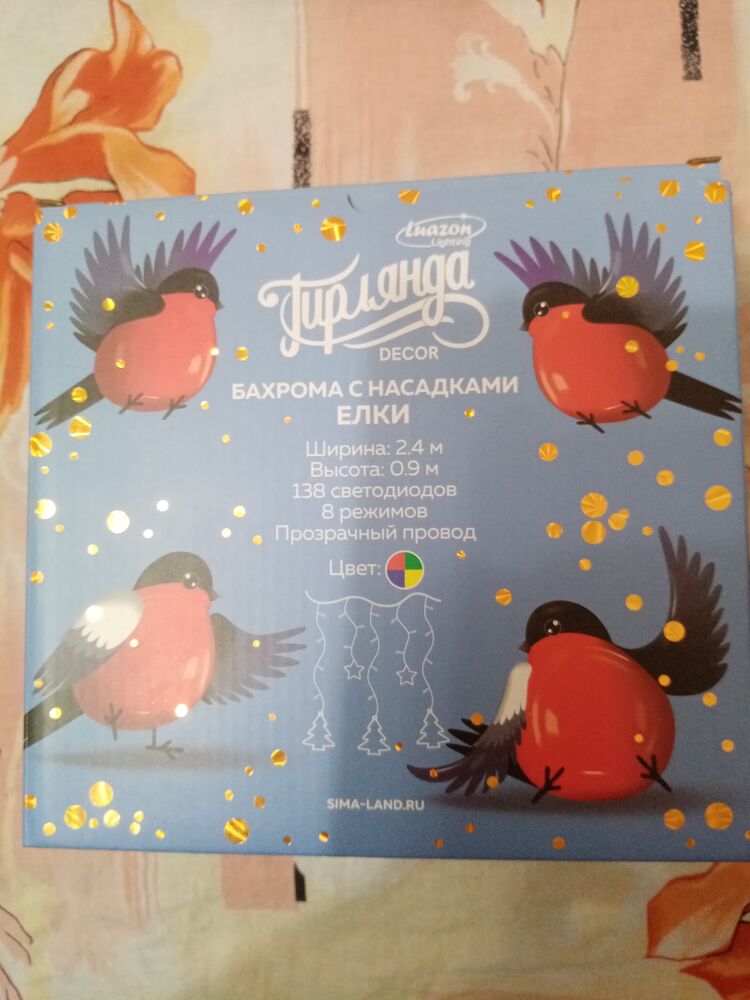 Luazon
Lighting
Гирлянда
DECOR
БАХРОМА С НАСАДКАМИ
ЕЛКИ
Ширина: 2.4 м
Высота: 0.9 м
138 светодиодов
8 режимов
Прозрачный провод
Цвет:
SIMA-LAND.RU